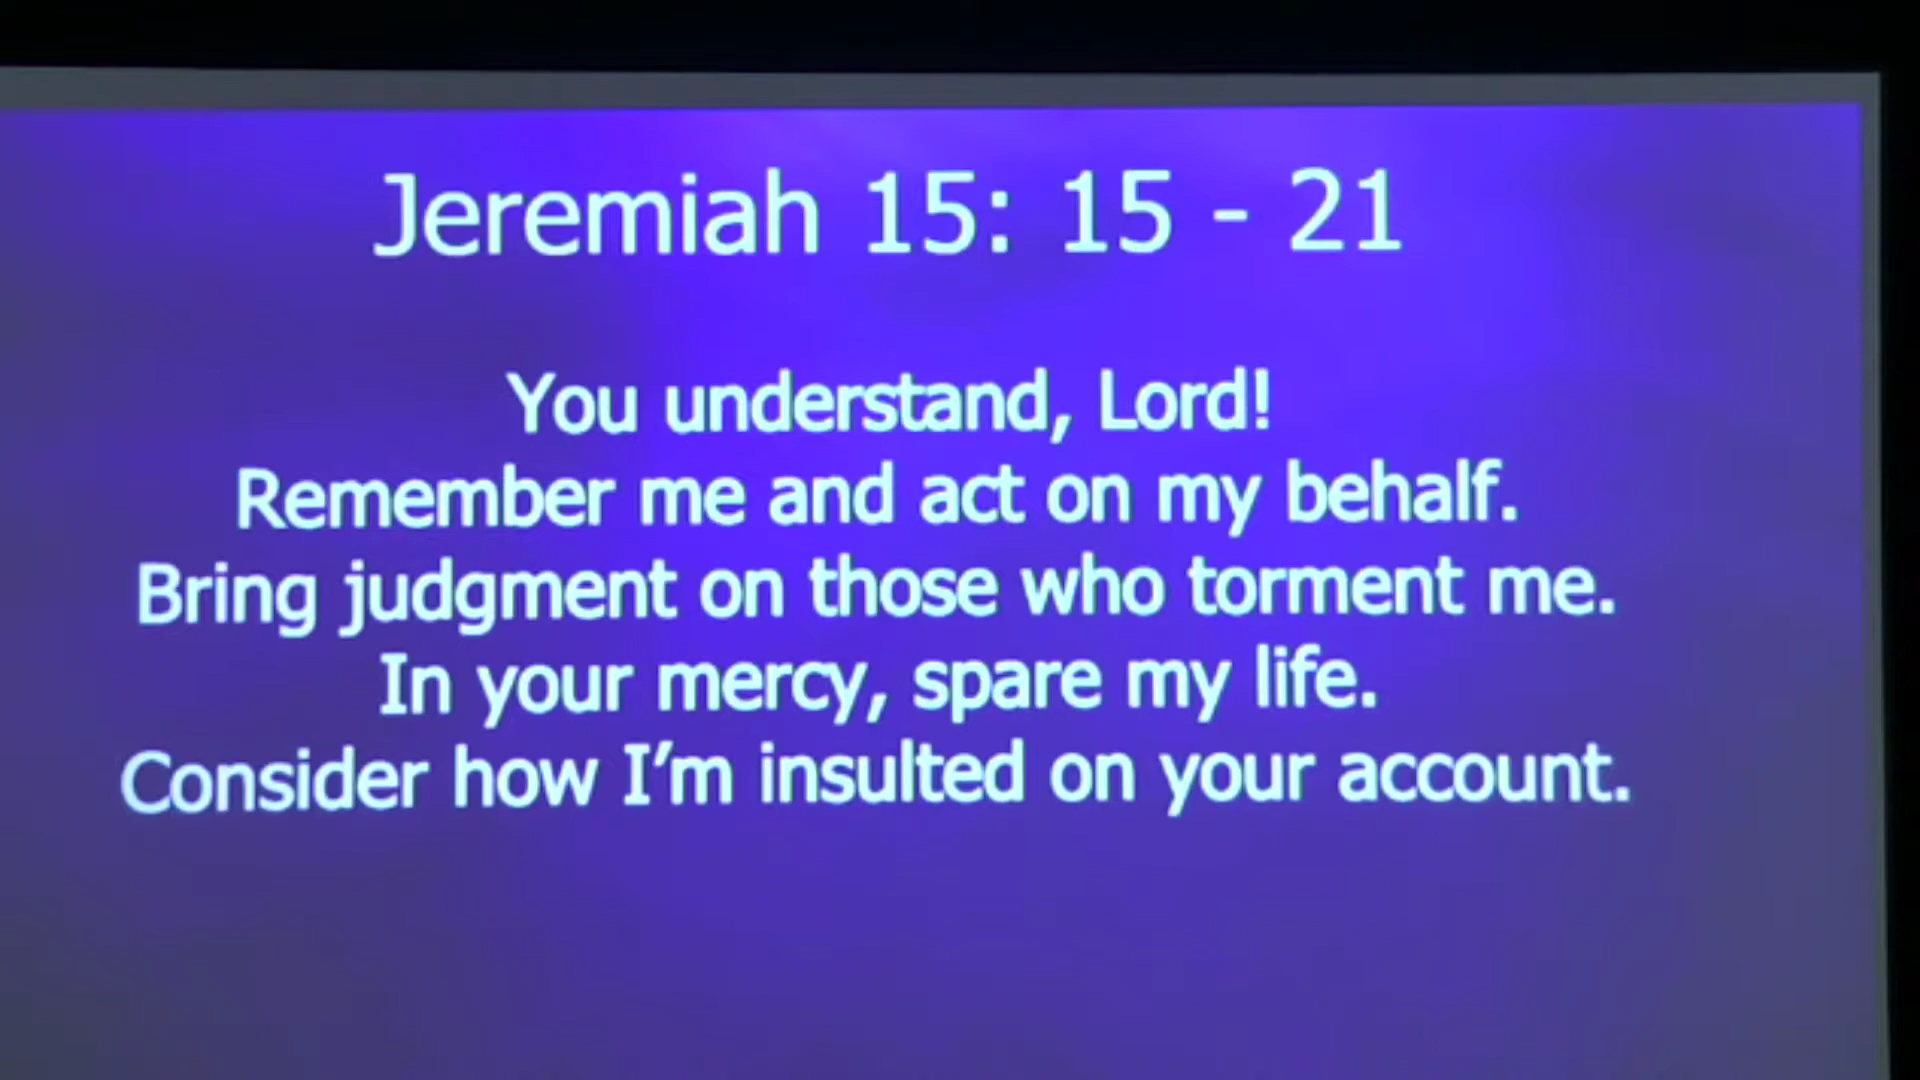 Jeremiah 15: 15 - 21
You understand, Lord!
Remember me and act on my behalf.
Bring judgment on those who torment me.
In your mercy, spare my life.
Consider how I’m insulted on your account.